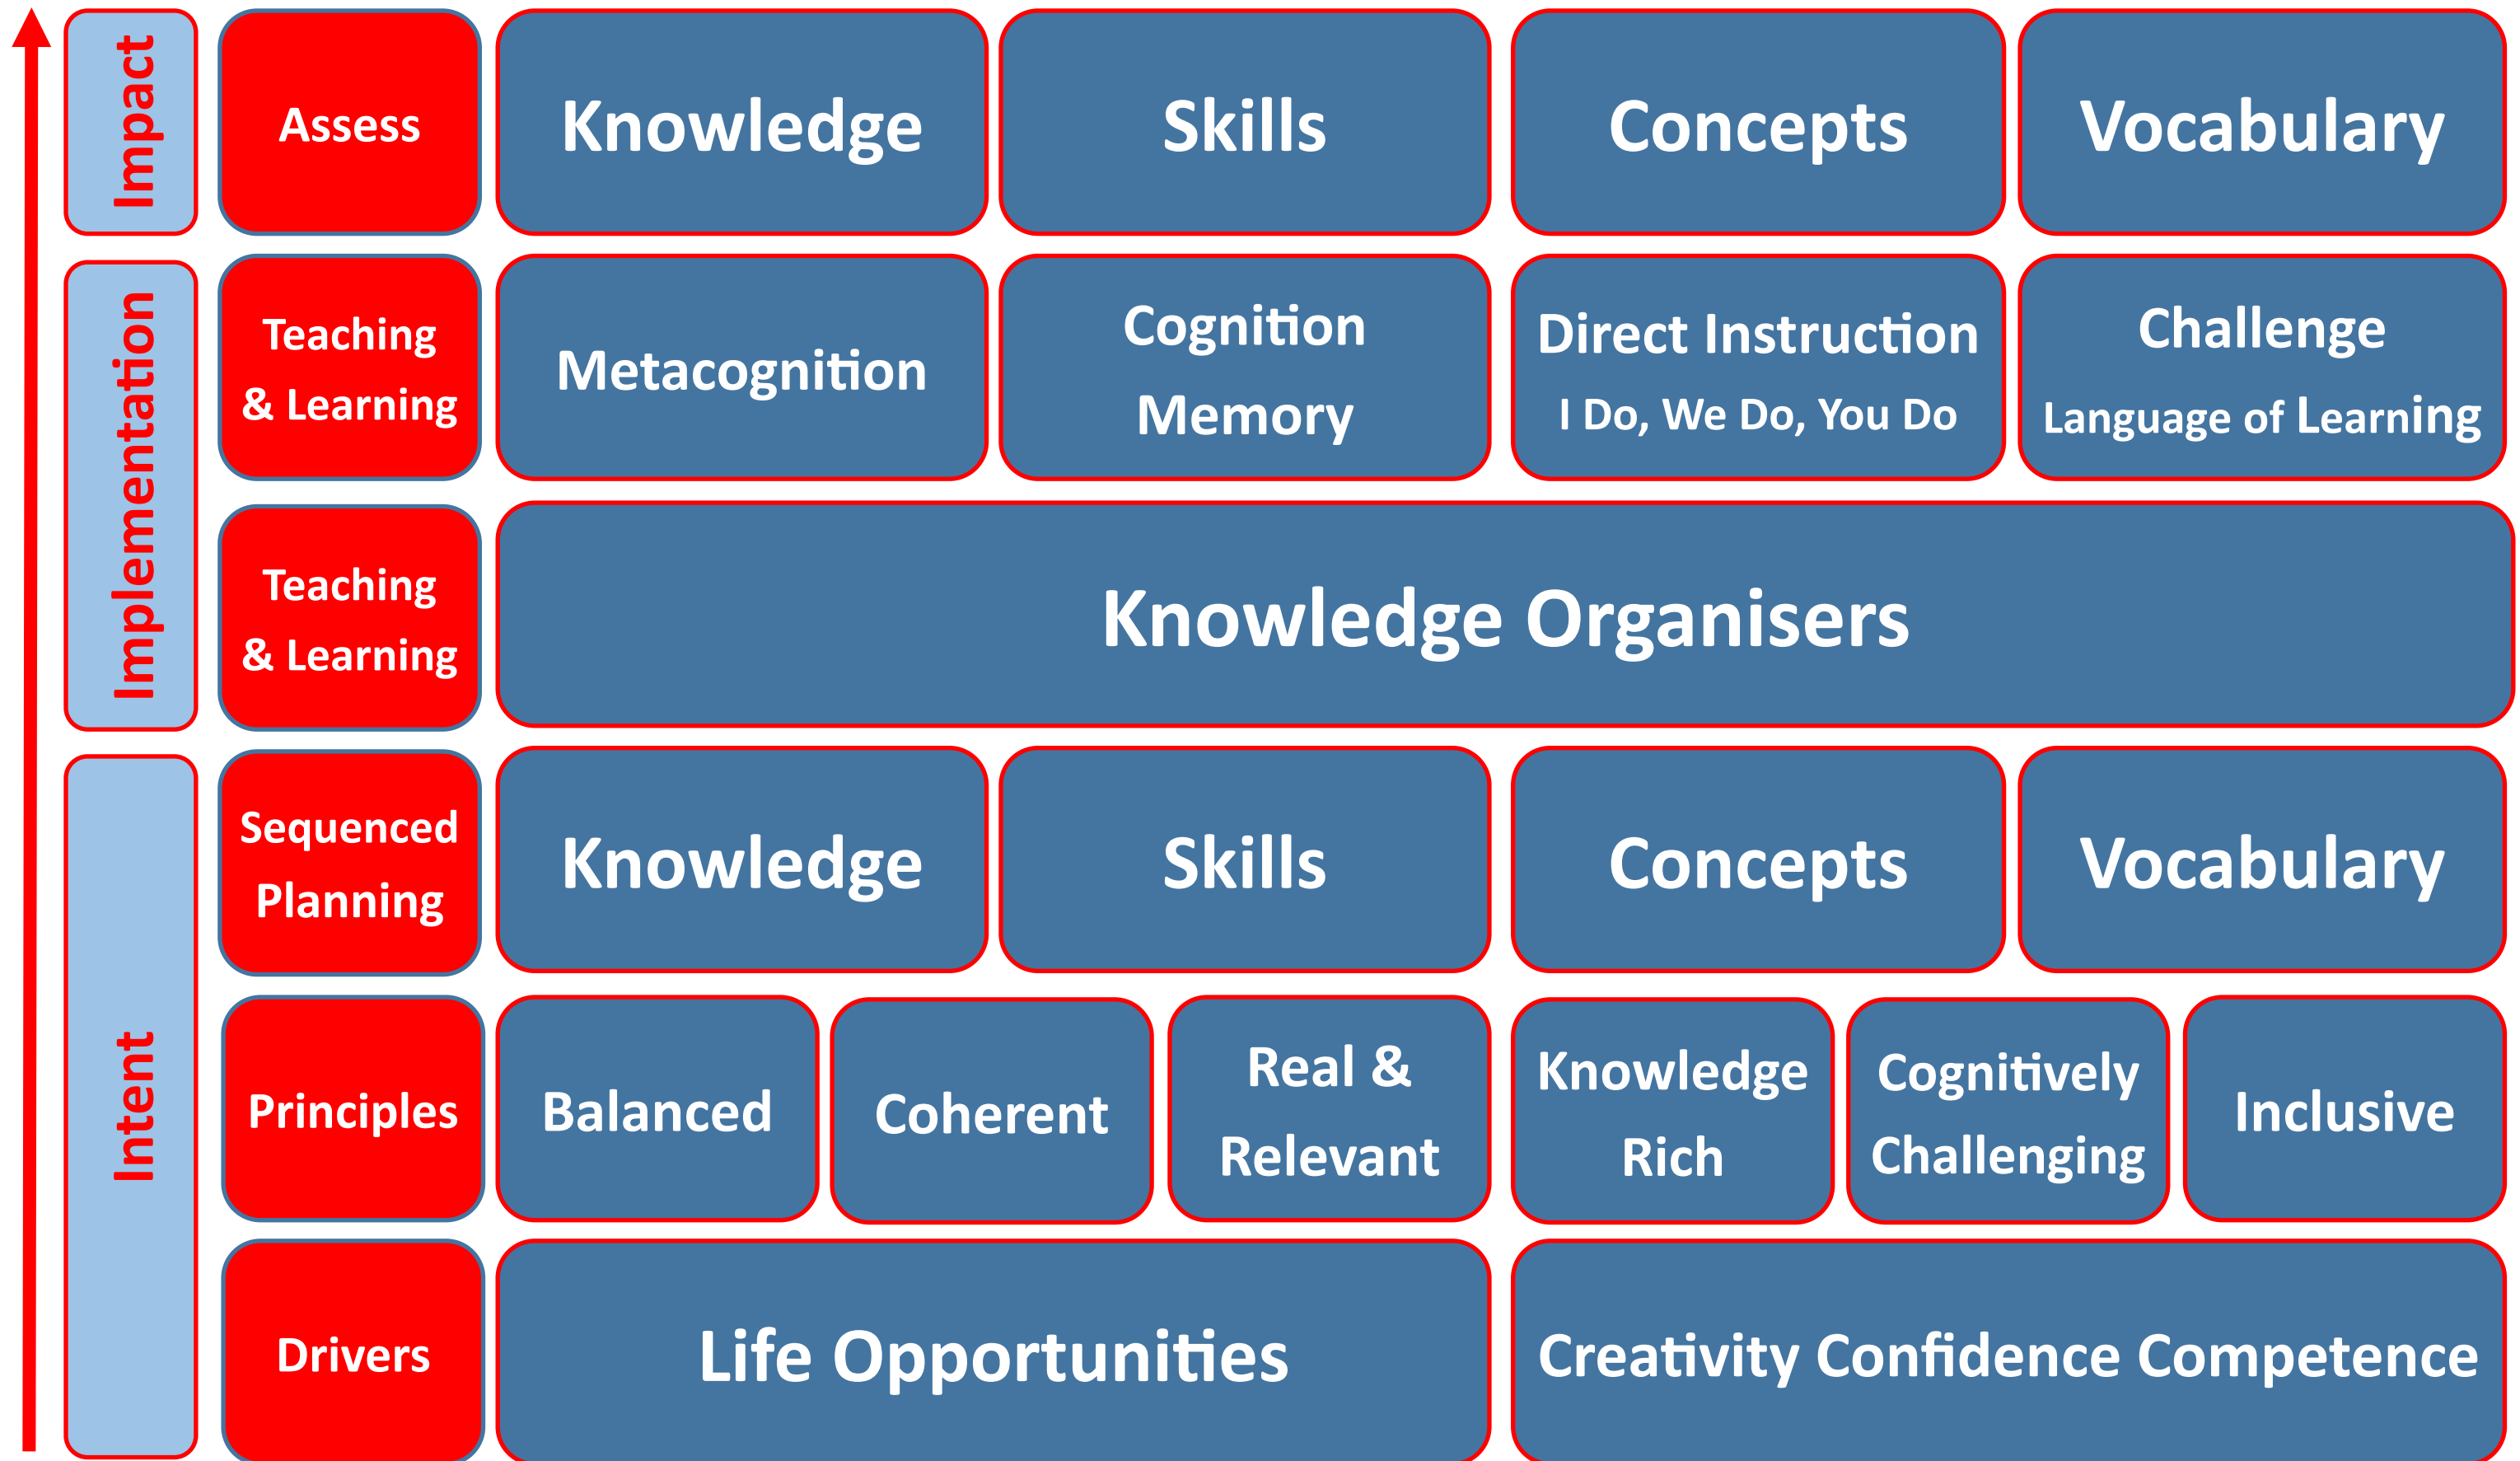 Impact
Assess
Knowledge
Skills
Concepts
Vocabulary
Implementation
Teaching
& Learning
Metacognition
Cognition
Memory
Direct Instruction
I Do, We Do, You Do
Challenge
Language of Learning
Teaching
& Learning
Knowledge Organisers
Intent
Sequenced
Planning
Knowledge
Skills
Concepts
Vocabulary
Principles
Balanced
Coherent
Real &
Relevant
Knowledge
Rich
Cognitively
Challenging
Inclusive
Drivers
Life Opportunities
Creativity Confidence Competence